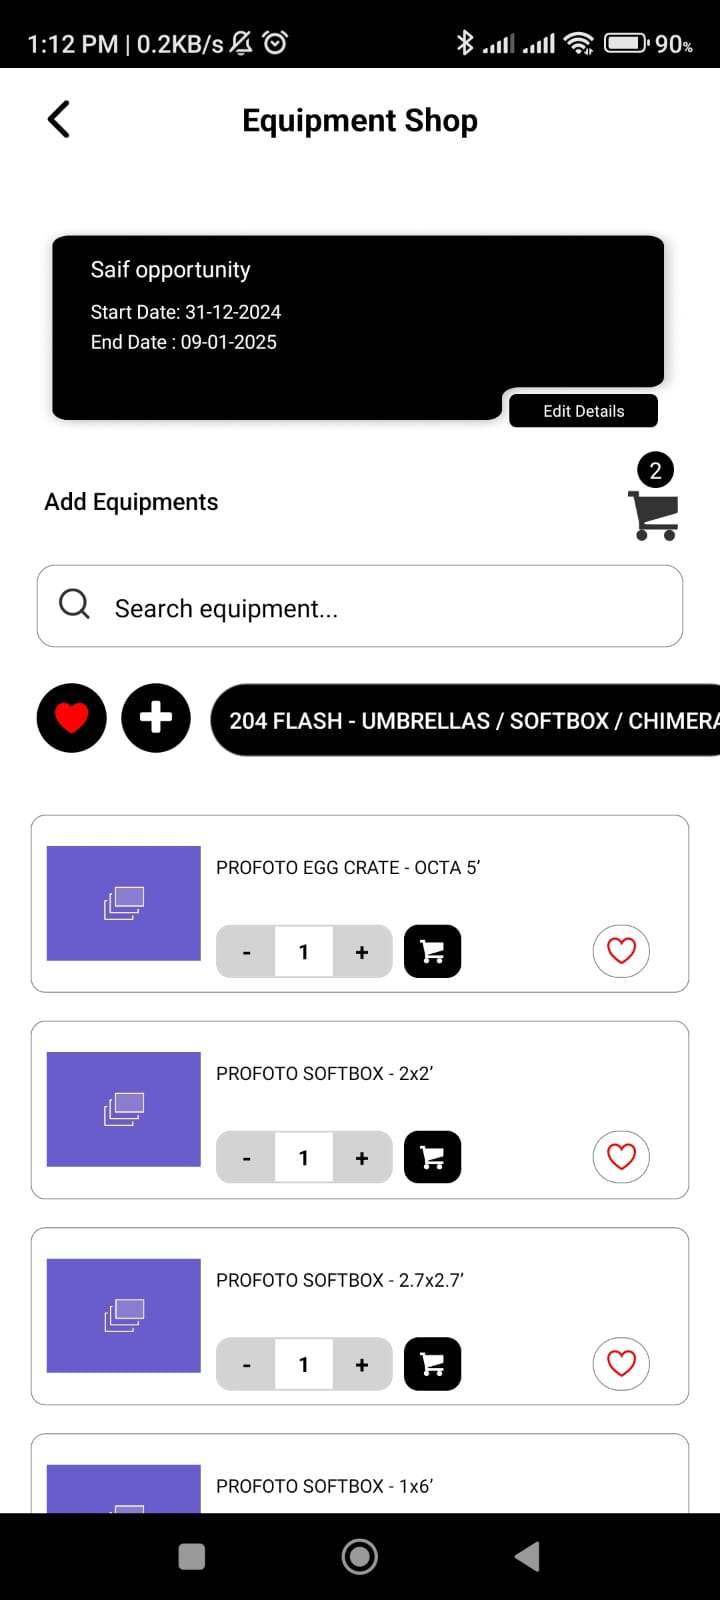 1:12 PM | 0.2KB/s 90%
Equipment Shop
Saif opportunity
Start Date: 31-12-2024
End Date : 09-01-2025
Edit Details
2
Add Equipments
Search equipment...
204 FLASH - UMBRELLAS / SOFTBOX / CHIMERA
PROFOTO EGG CRATE - OCTA 5’
- 1 +
PROFOTO SOFTBOX - 2x2’
- 1 +
PROFOTO SOFTBOX - 2.7x2.7’
- 1 +
PROFOTO SOFTBOX - 1x6’